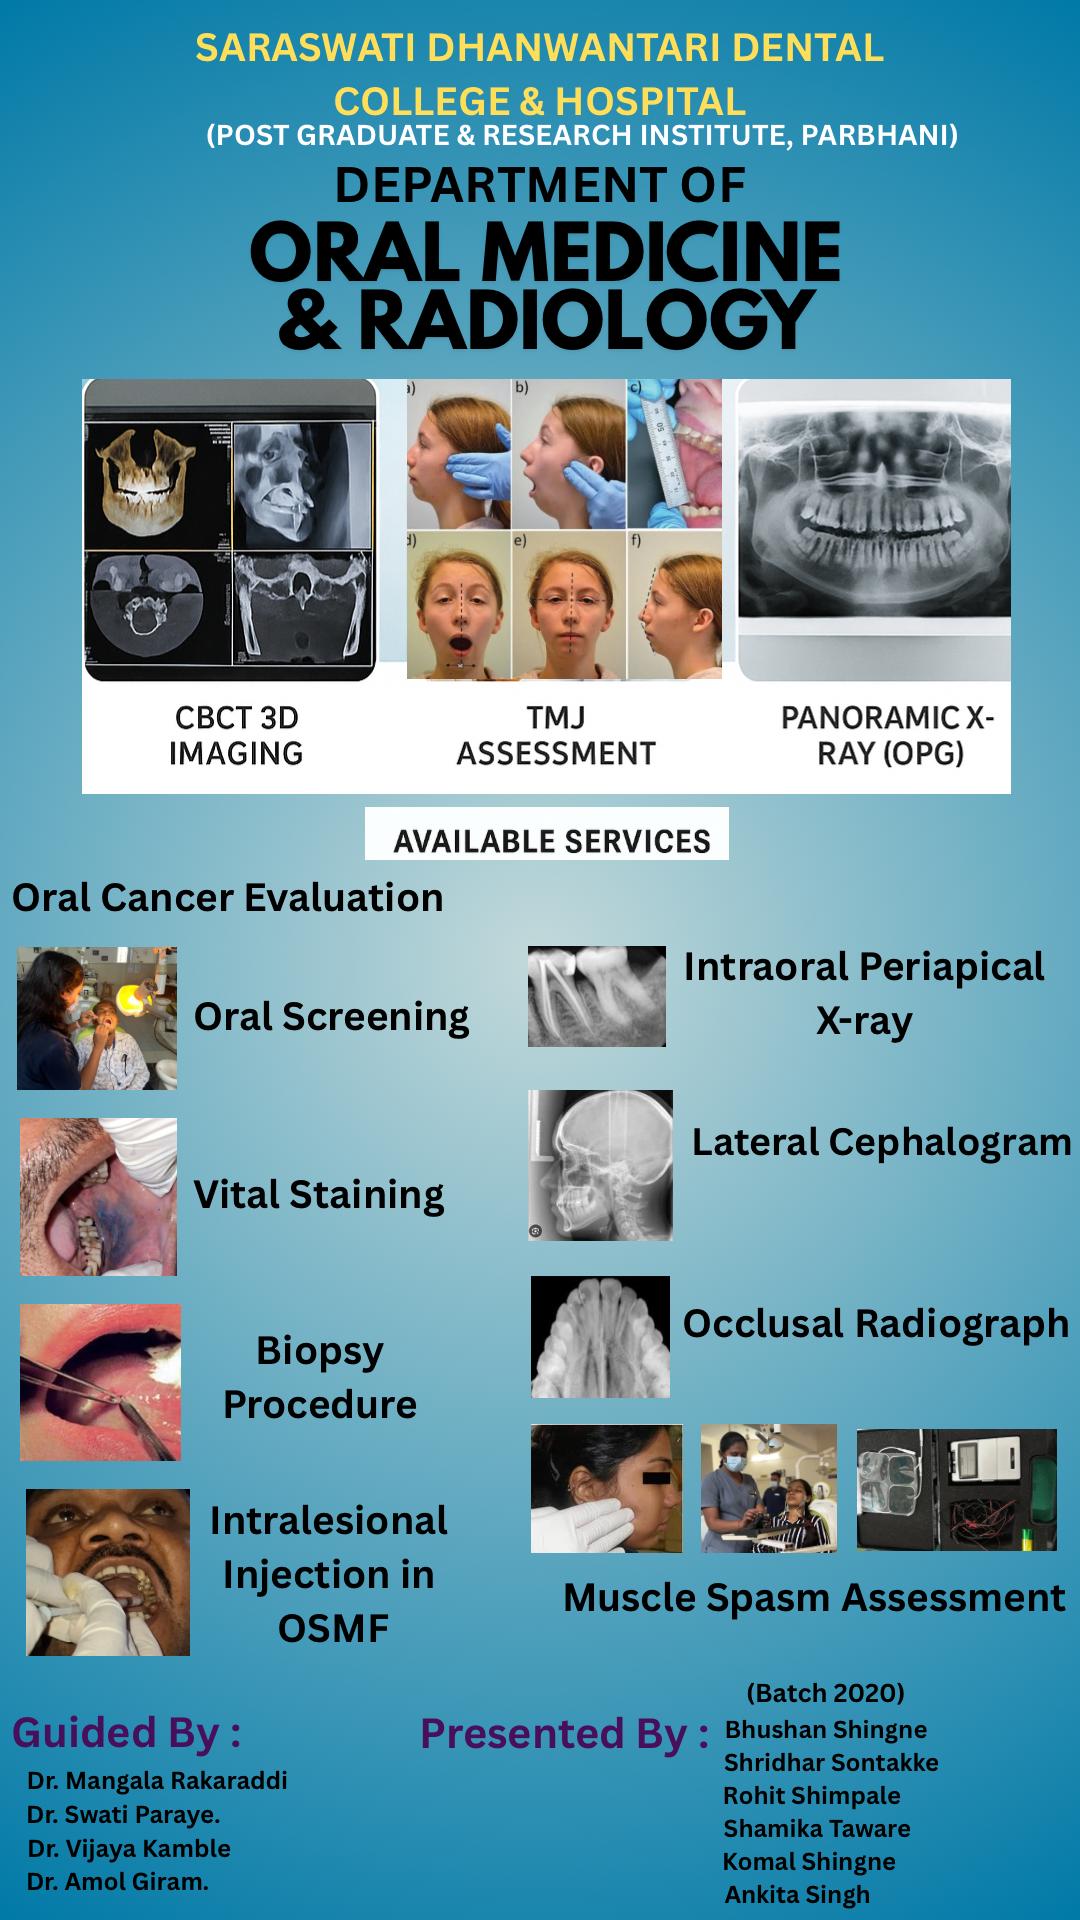 SARASWATI DHANWANTARI DENTAL
COLLEGE & HOSPITAL
(POST GRADUATE & RESEARCH INSTITUTE, PARBHANI)
DEPARTMENT OF
ORAL MEDICINE
& RADIOLOGY
a)
b)
c)
d)
e)
f)
CBCT 3D
IMAGING
TMJ
ASSESSMENT
PANORAMIC X-
RAY (OPG)
AVAILABLE SERVICES
Oral Cancer Evaluation
Oral Screening
Vital Staining
Biopsy
Procedure
Intralesional
Injection in
OSMF
Intraoral Periapical
X-ray
L
Lateral Cephalogram
Occlusal Radiograph
Muscle Spasm Assessment
Guided By :
Dr. Mangala Rakaraddi
Dr. Swati Paraye.
Dr. Vijaya Kamble
Dr. Amol Giram.
Presented By :
(Batch 2020)
Bhushan Shingne
Shridhar Sontakke
Rohit Shimpale
Shamika Taware
Komal Shingne
Ankita Singh